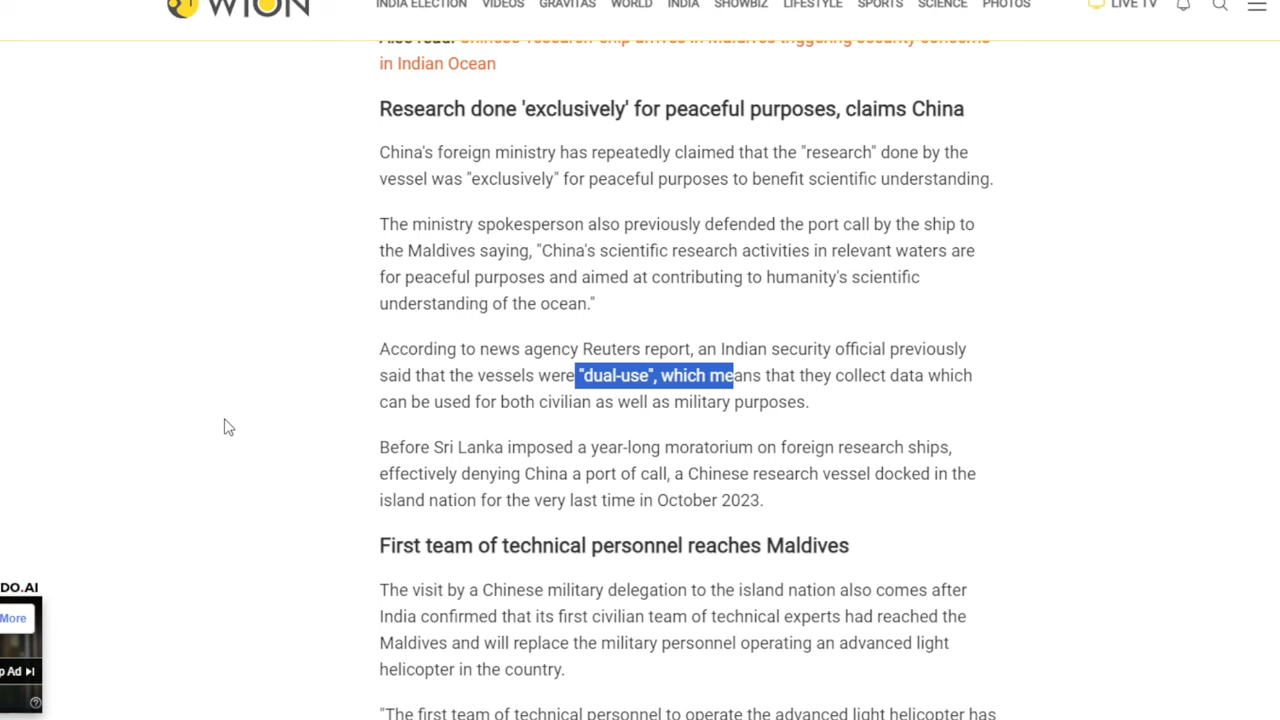 WION
INDIA ELECTION VIDEOS GRAVITAS WORLD INDIA SHOWBIZ LIFESTYLE SPORTS SCIENCE PHOTOS LIVE TV
Also read: Chinese research ship arrives in Maldives triggering security concerns
in Indian Ocean
Research done 'exclusively' for peaceful purposes, claims China
China's foreign ministry has repeatedly claimed that the "research" done by the
vessel was "exclusively" for peaceful purposes to benefit scientific understanding.
The ministry spokesperson also previously defended the port call by the ship to
the Maldives saying, "China's scientific research activities in relevant waters are
for peaceful purposes and aimed at contributing to humanity's scientific
understanding of the ocean."
According to news agency Reuters report, an Indian security official previously
said that the vessels were "dual-use", which means that they collect data which
can be used for both civilian as well as military purposes.
Before Sri Lanka imposed a year-long moratorium on foreign research ships,
effectively denying China a port of call, a Chinese research vessel docked in the
island nation for the very last time in October 2023.
First team of technical personnel reaches Maldives
The visit by a Chinese military delegation to the island nation also comes after
India confirmed that its first civilian team of technical experts had reached the
Maldives and will replace the military personnel operating an advanced light
helicopter in the country.
"The first team of technical personnel to operate the advanced light helicopter has
DO.AI
More
p Ad